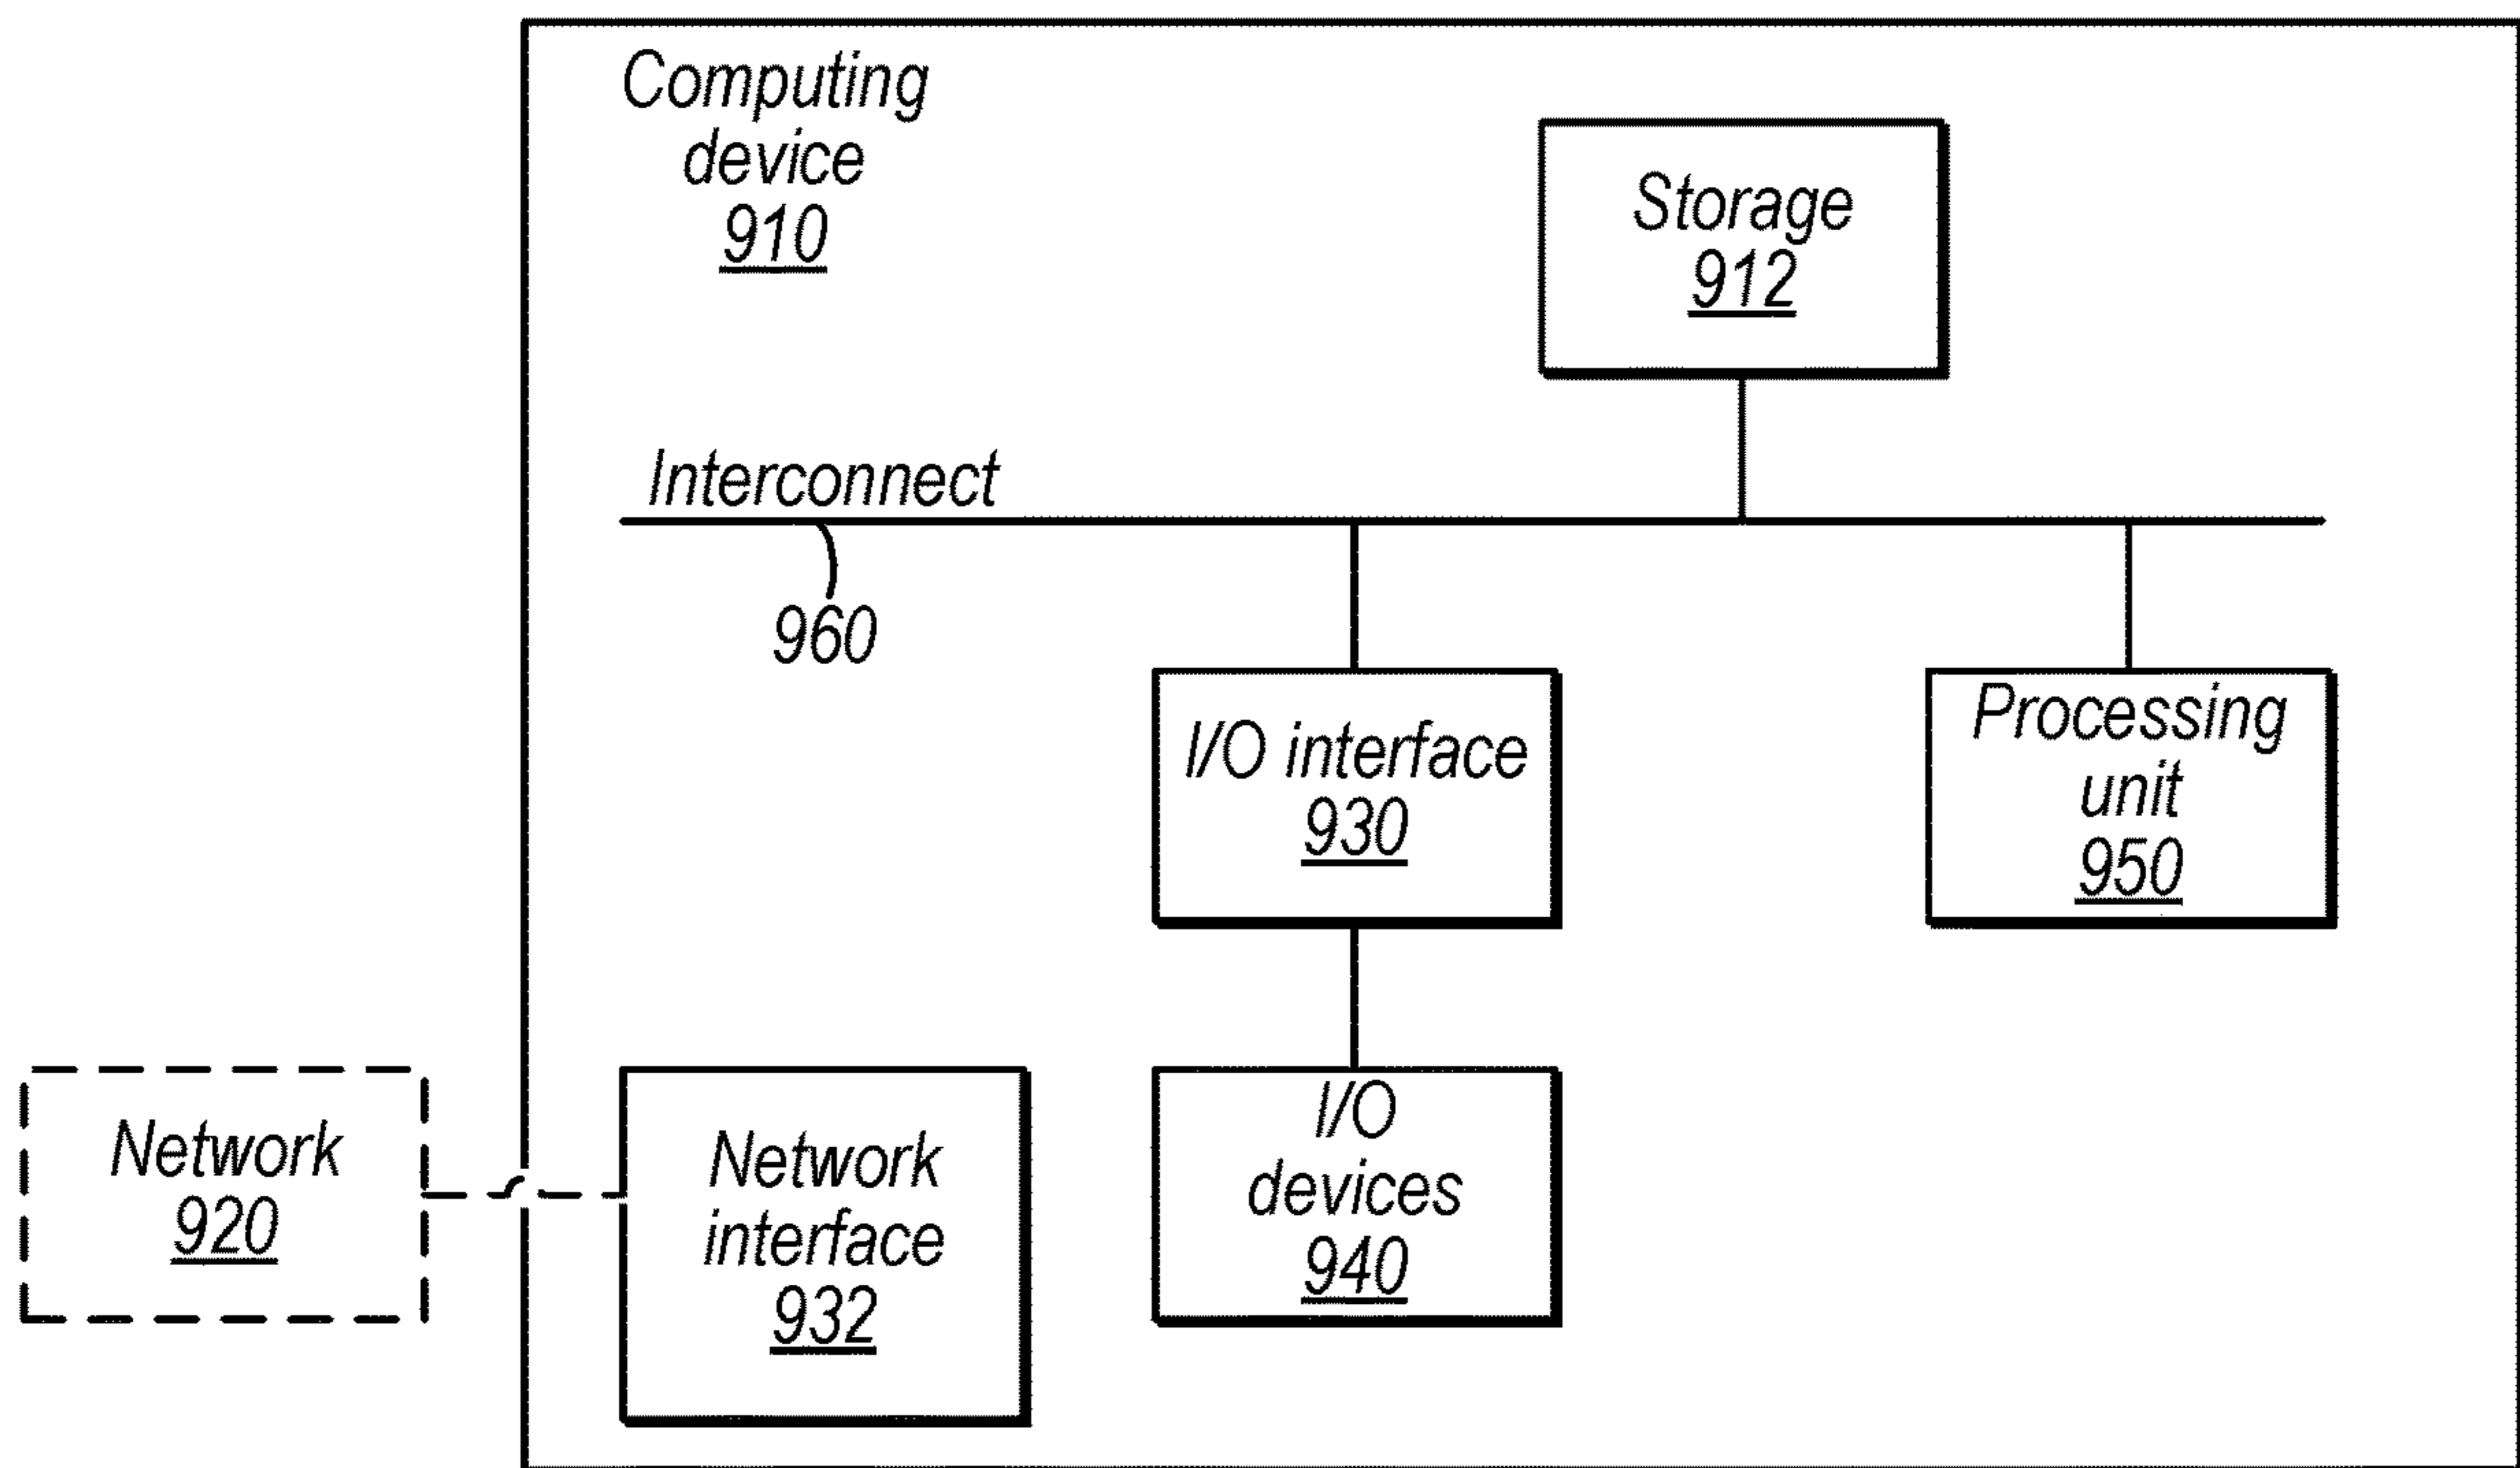 Computing
device
910
Storage
912
Interconnect
960
I/O interface
930
Processing
unit
950
Network
920
Network
interface
932
I/O
devices
940